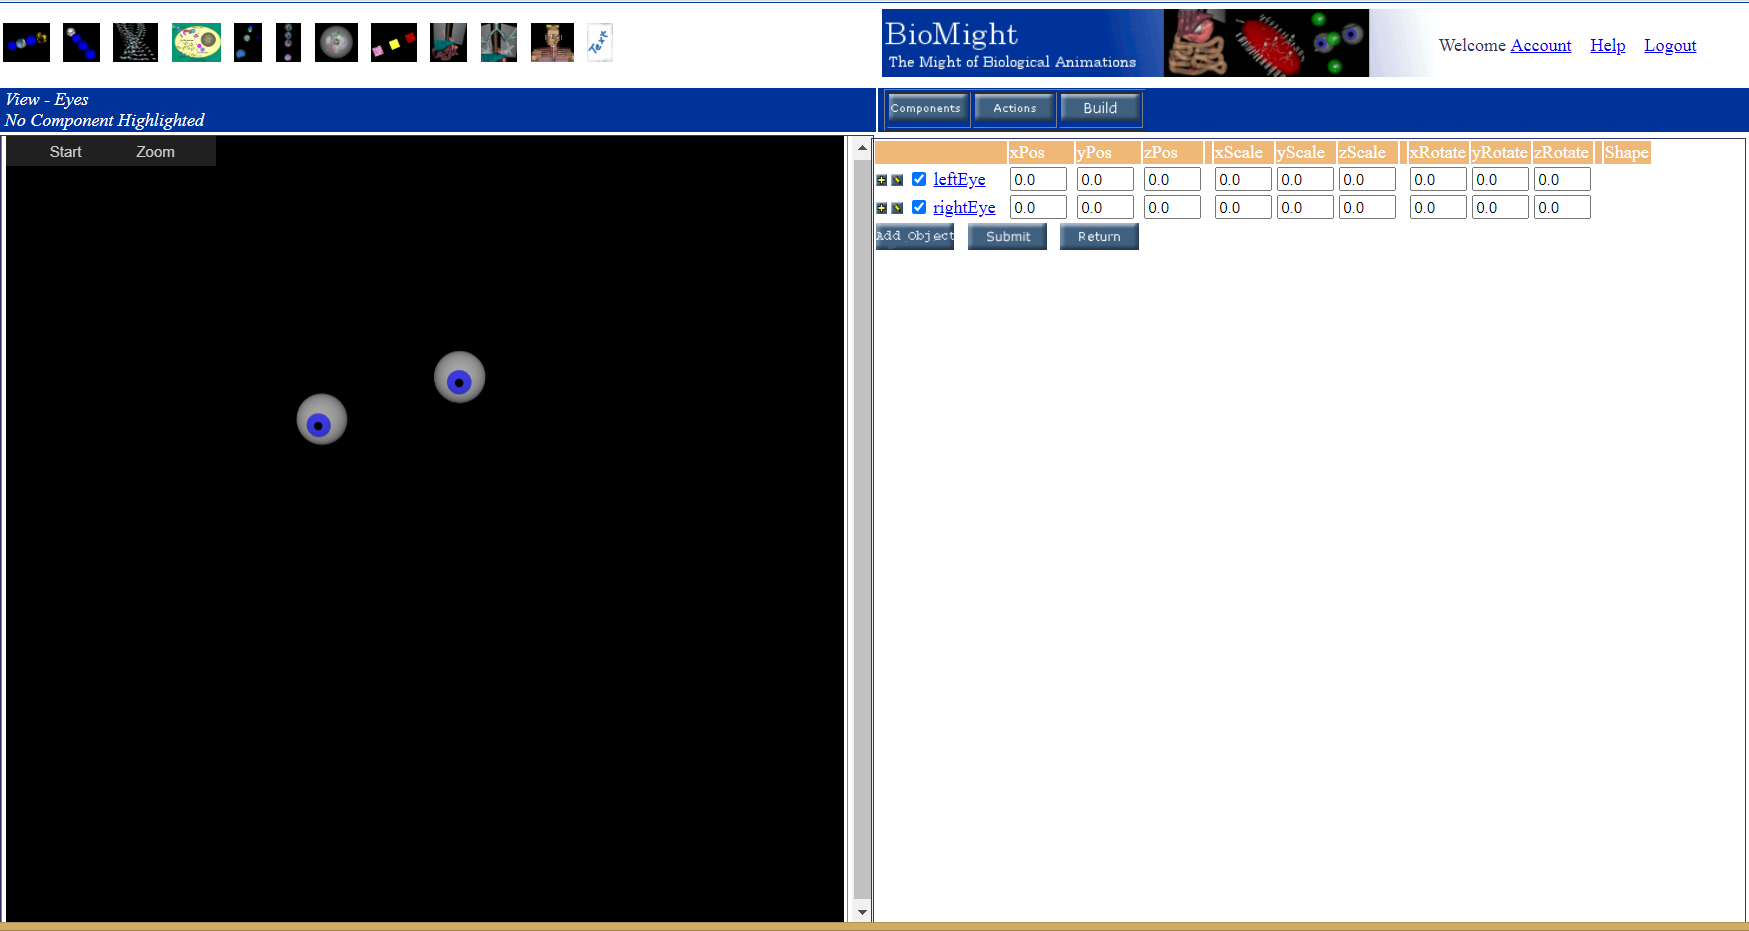 Text
BioMight
The Might of Biological Animations
Welcome Account Help Logout
View - Eyes
No Component Highlighted
Components Actions Build
Start Zoom
xPos yPos zPos xScale yScale zScale xRotate yRotate zRotate Shape
leftEye 0.0 0.0 0.0 0.0 0.0 0.0 0.0 0.0 0.0
rightEye 0.0 0.0 0.0 0.0 0.0 0.0 0.0 0.0 0.0
Add Object Submit Return